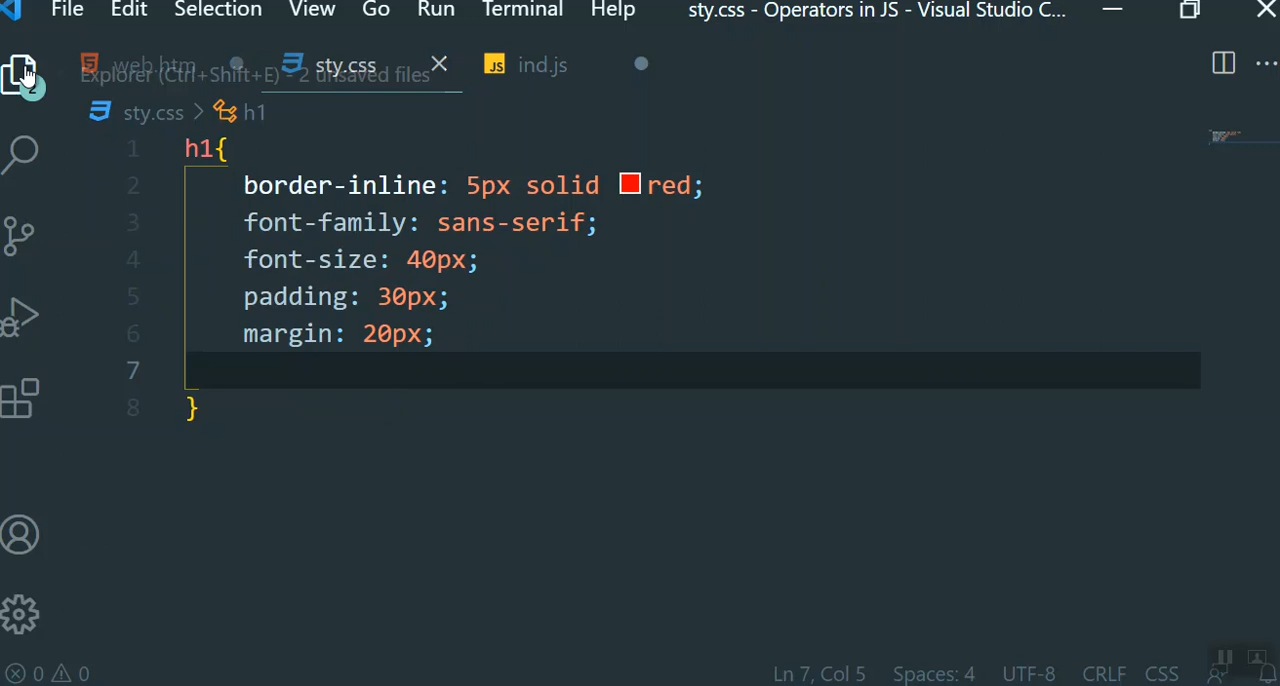 File Edit Selection View Go Run Terminal Help sty.css - Operators in JS - Visual Studio C...
web.htm sty.css ind.js
Explorer (Ctrl+Shift+E) - 2 unsaved files
2
sty.css > h1
1 h1{
2 border-inline: 5px solid red;
3 font-family: sans-serif;
4 font-size: 40px;
5 padding: 30px;
6 margin: 20px;
7
8 }
0 0 Ln 7, Col 5 Spaces: 4 UTF-8 CRLF CSS